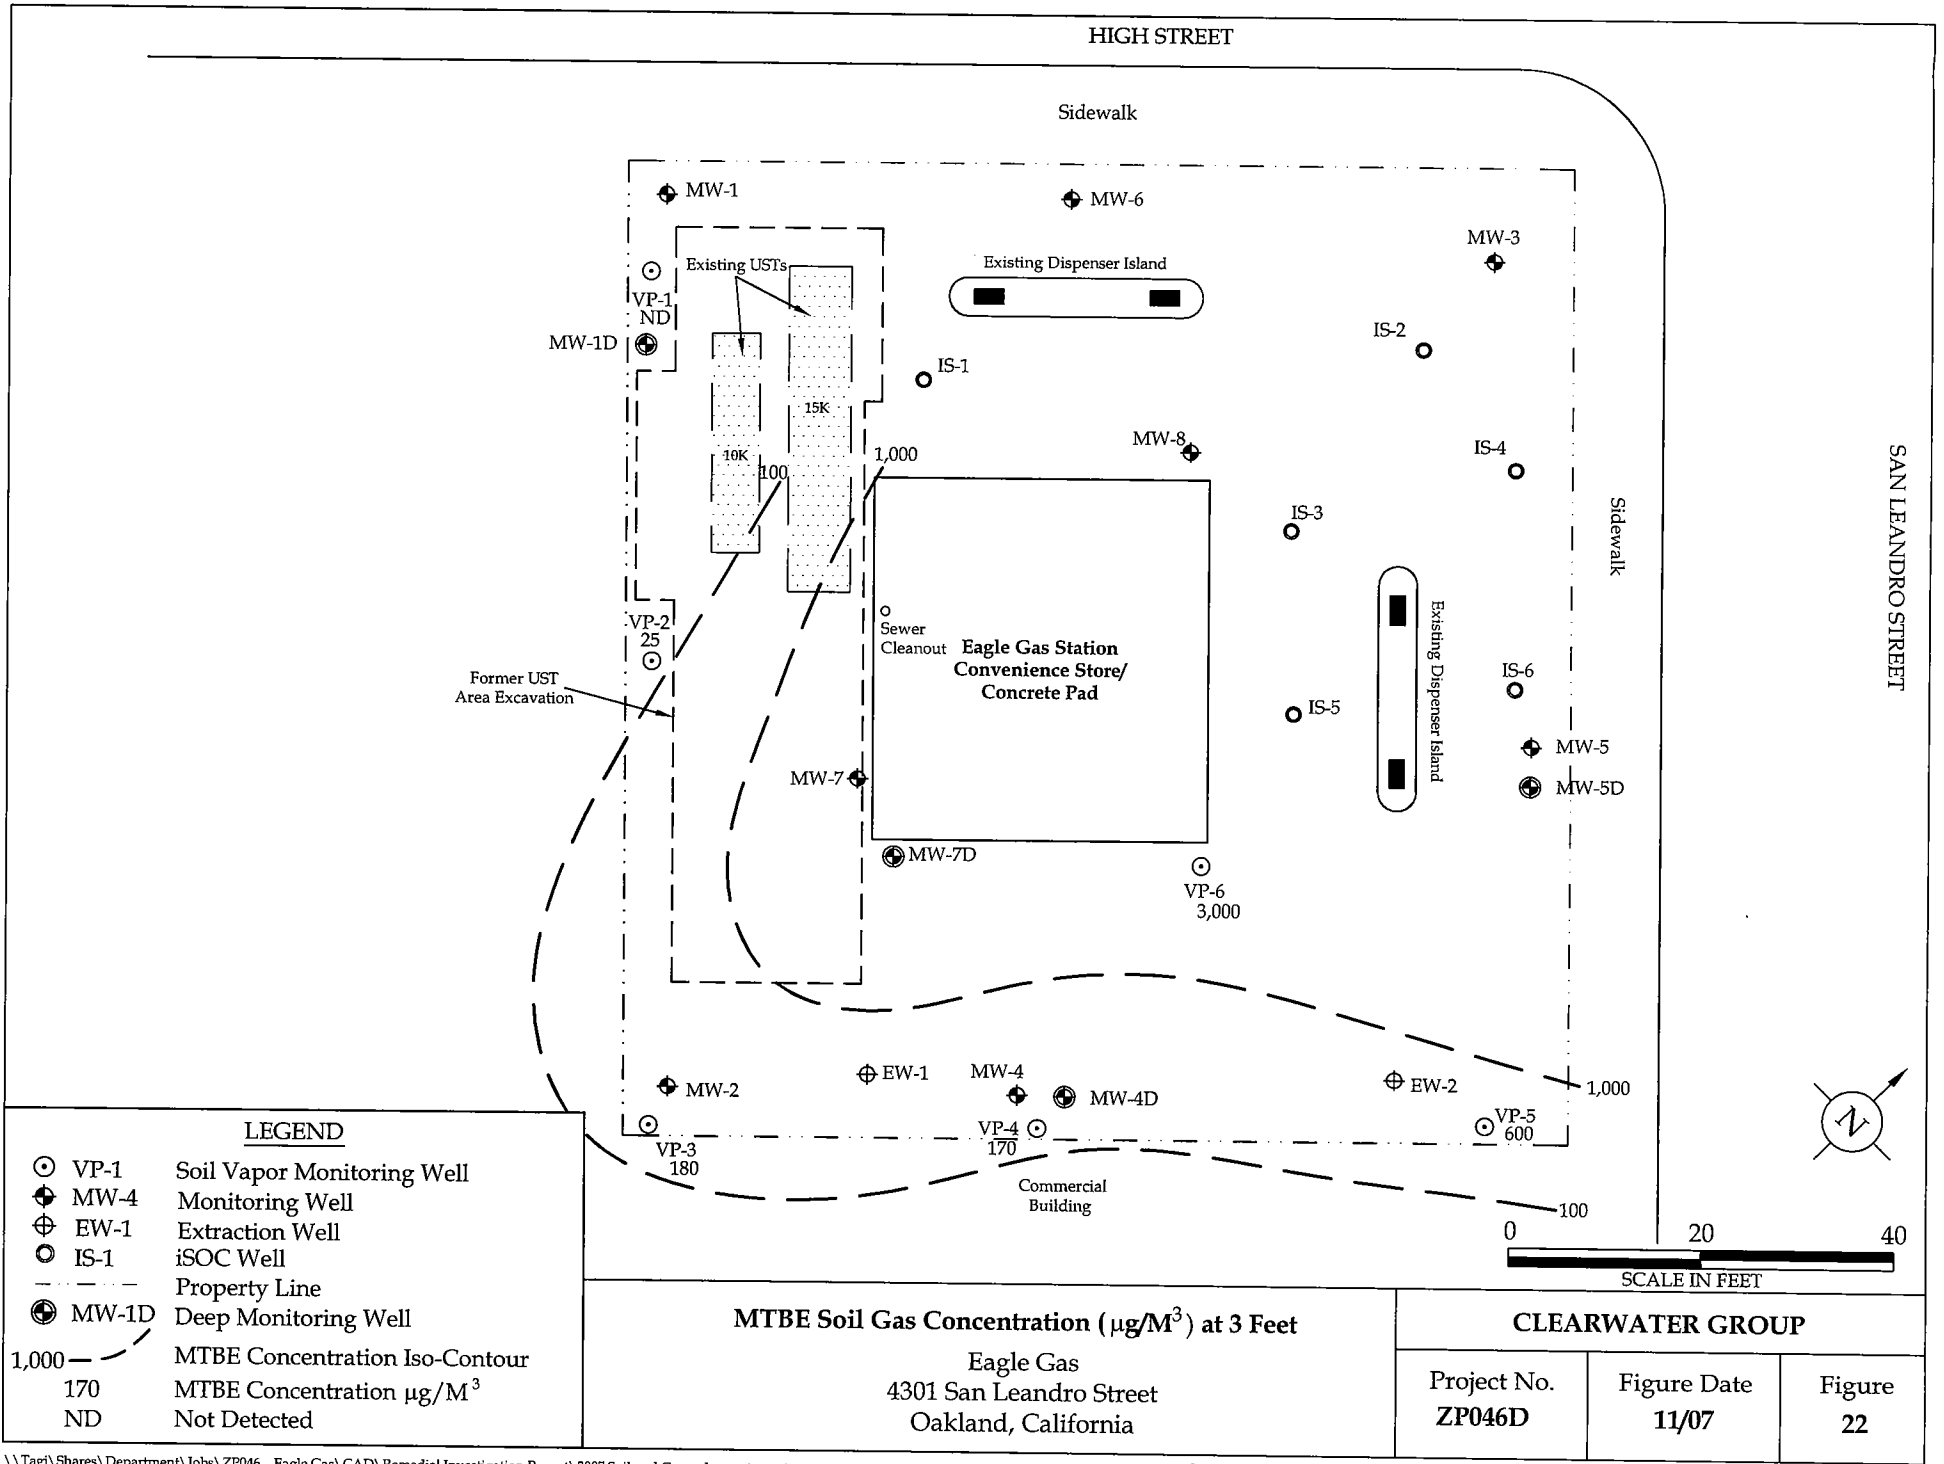 HIGH STREET
Sidewalk
MW-1
MW-6
MW-3
Existing USTs
Existing Dispenser Island
VP-1
ND
MW-1D
IS-2
IS-1
15K
10K
100
1,000
MW-8
IS-4
IS-3
Sidewalk
SAN LEANDRO STREET
VP-2
25
Sewer
Cleanout
Eagle Gas Station
Convenience Store/
Concrete Pad
Existing Dispenser Island
Former UST
Area Excavation
IS-6
IS-5
MW-5
MW-5D
MW-7
MW-7D
VP-6
3,000
MW-2
EW-1
MW-4
MW-4D
EW-2
1,000
VP-3
180
VP-4
170
VP-5
600
Commercial
Building
100
N
0 20 40
SCALE IN FEET
LEGEND
VP-1 Soil Vapor Monitoring Well
MW-4 Monitoring Well
EW-1 Extraction Well
IS-1 iSOC Well
Property Line
MW-1D Deep Monitoring Well
1,000 MTBE Concentration Iso-Contour
170 MTBE Concentration µg/M³
ND Not Detected
MTBE Soil Gas Concentration (µg/M³) at 3 Feet
Eagle Gas
4301 San Leandro Street
Oakland, California
CLEARWATER GROUP
Project No.
ZP046D
Figure Date
11/07
Figure
22